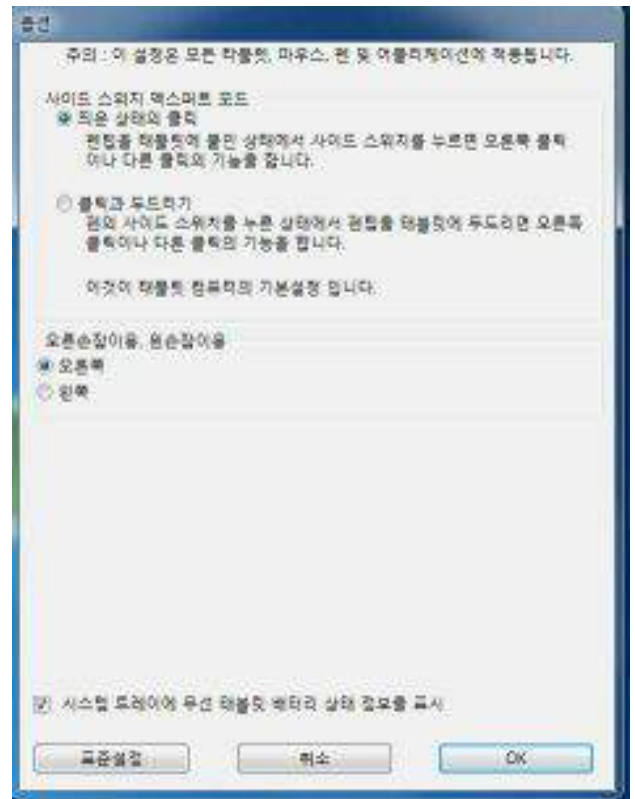 옵션
주의 : 이 설정은 모든 타블렛, 마우스, 펜 및 어플리케이션에 적용됩니다.
사이드 스위치 엑스퍼트 모드
찍은 상태의 클릭
펜팁을 태블릿에 붙인 상태에서 사이드 스위치를 누르면 오른쪽 클릭
이나 다른 클릭의 기능을 합니다.
클릭과 두드리기
펜의 사이드 스위치를 누른 상태에서 펜팁을 태블릿에 두드리면 오른쪽
클릭이나 다른 클릭의 기능을 합니다.
이것이 태블릿 컴퓨터의 기본설정 입니다.
오른손잡이용, 왼손잡이용
오른쪽
왼쪽
시스템 트레이에 무선 태블릿 배터리 상태 정보를 표시
표준설정
취소
OK